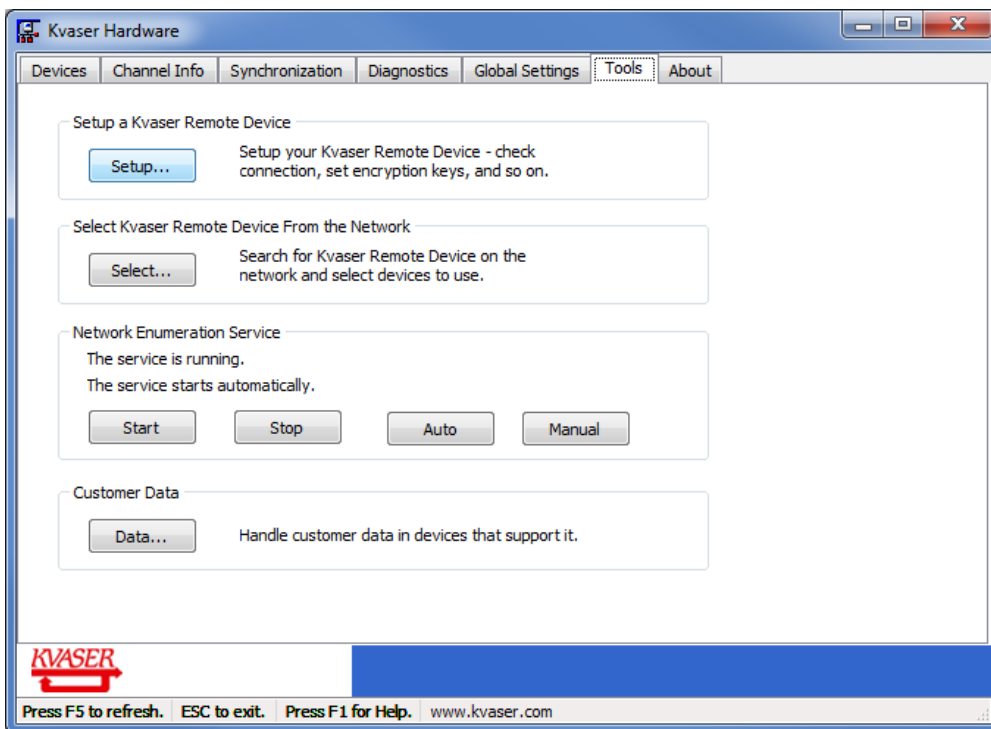 Kvaser Hardware
Devices Channel Info Synchronization Diagnostics Global Settings Tools About
Setup a Kvaser Remote Device
Setup...
Setup your Kvaser Remote Device - check
connection, set encryption keys, and so on.
Select Kvaser Remote Device From the Network
Select...
Search for Kvaser Remote Device on the
network and select devices to use.
Network Enumeration Service
The service is running.
The service starts automatically.
Start Stop Auto Manual
Customer Data
Data...
Handle customer data in devices that support it.
KVASER
Press F5 to refresh. ESC to exit. Press F1 for Help. www.kvaser.com